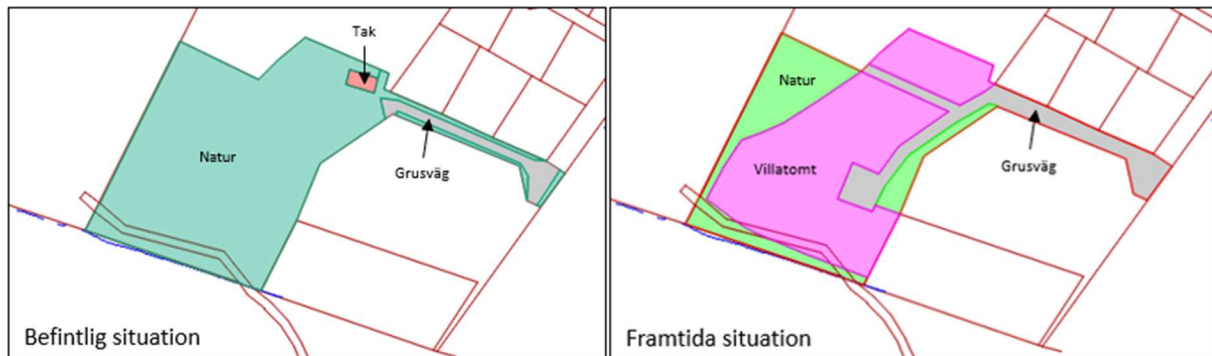 Tak
Natur
Grusväg
Befintlig situation
Natur
Villatomt
Grusväg
Framtida situation